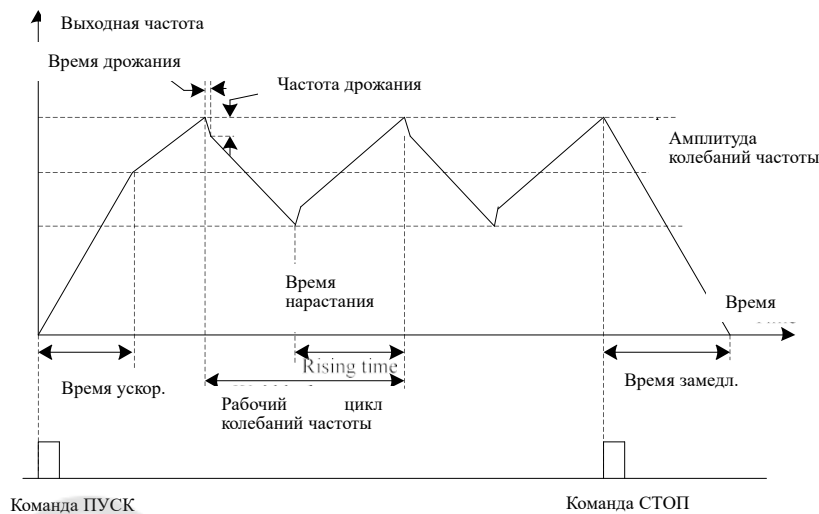 Выходная частота
Время дрожания
Частота дрожания
Амплитуда
колебаний частоты
Время
нарастания
Время
Rising time
Время ускор.
Время замедл.
Рабочий цикл
колебаний частоты
Команда ПУСК
Команда СТОП